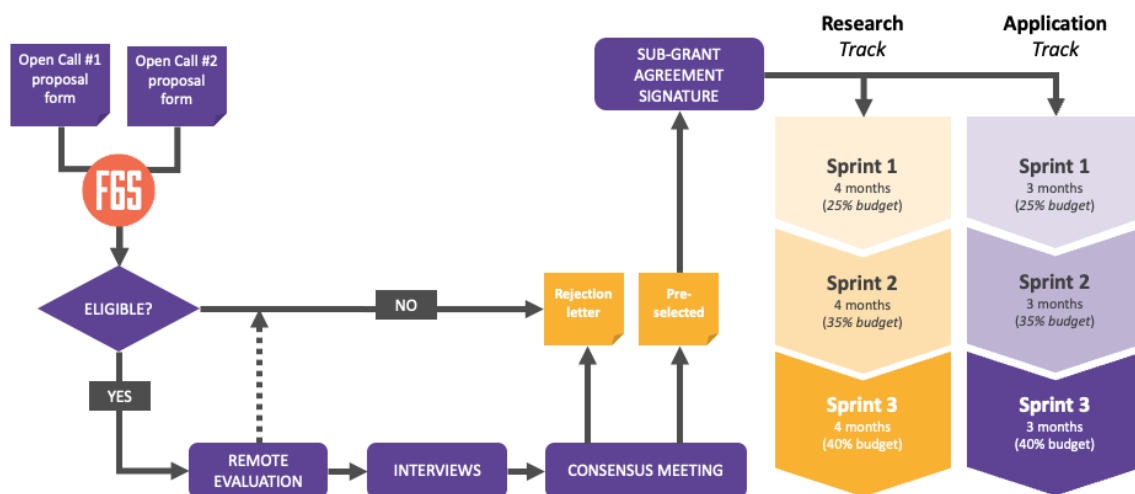 Open Call #1
proposal
form
Open Call #2
proposal
form
F6S
ELIGIBLE?
NO
YES
REMOTE
EVALUATION
INTERVIEWS
CONSENSUS MEETING
Rejection
letter
Pre-
selected
SUB-GRANT
AGREEMENT
SIGNATURE
Research
Track
Sprint 1
4 months
(25% budget)
Sprint 2
4 months
(35% budget)
Sprint 3
4 months
(40% budget)
Application
Track
Sprint 1
3 months
(25% budget)
Sprint 2
3 months
(35% budget)
Sprint 3
3 months
(40% budget)